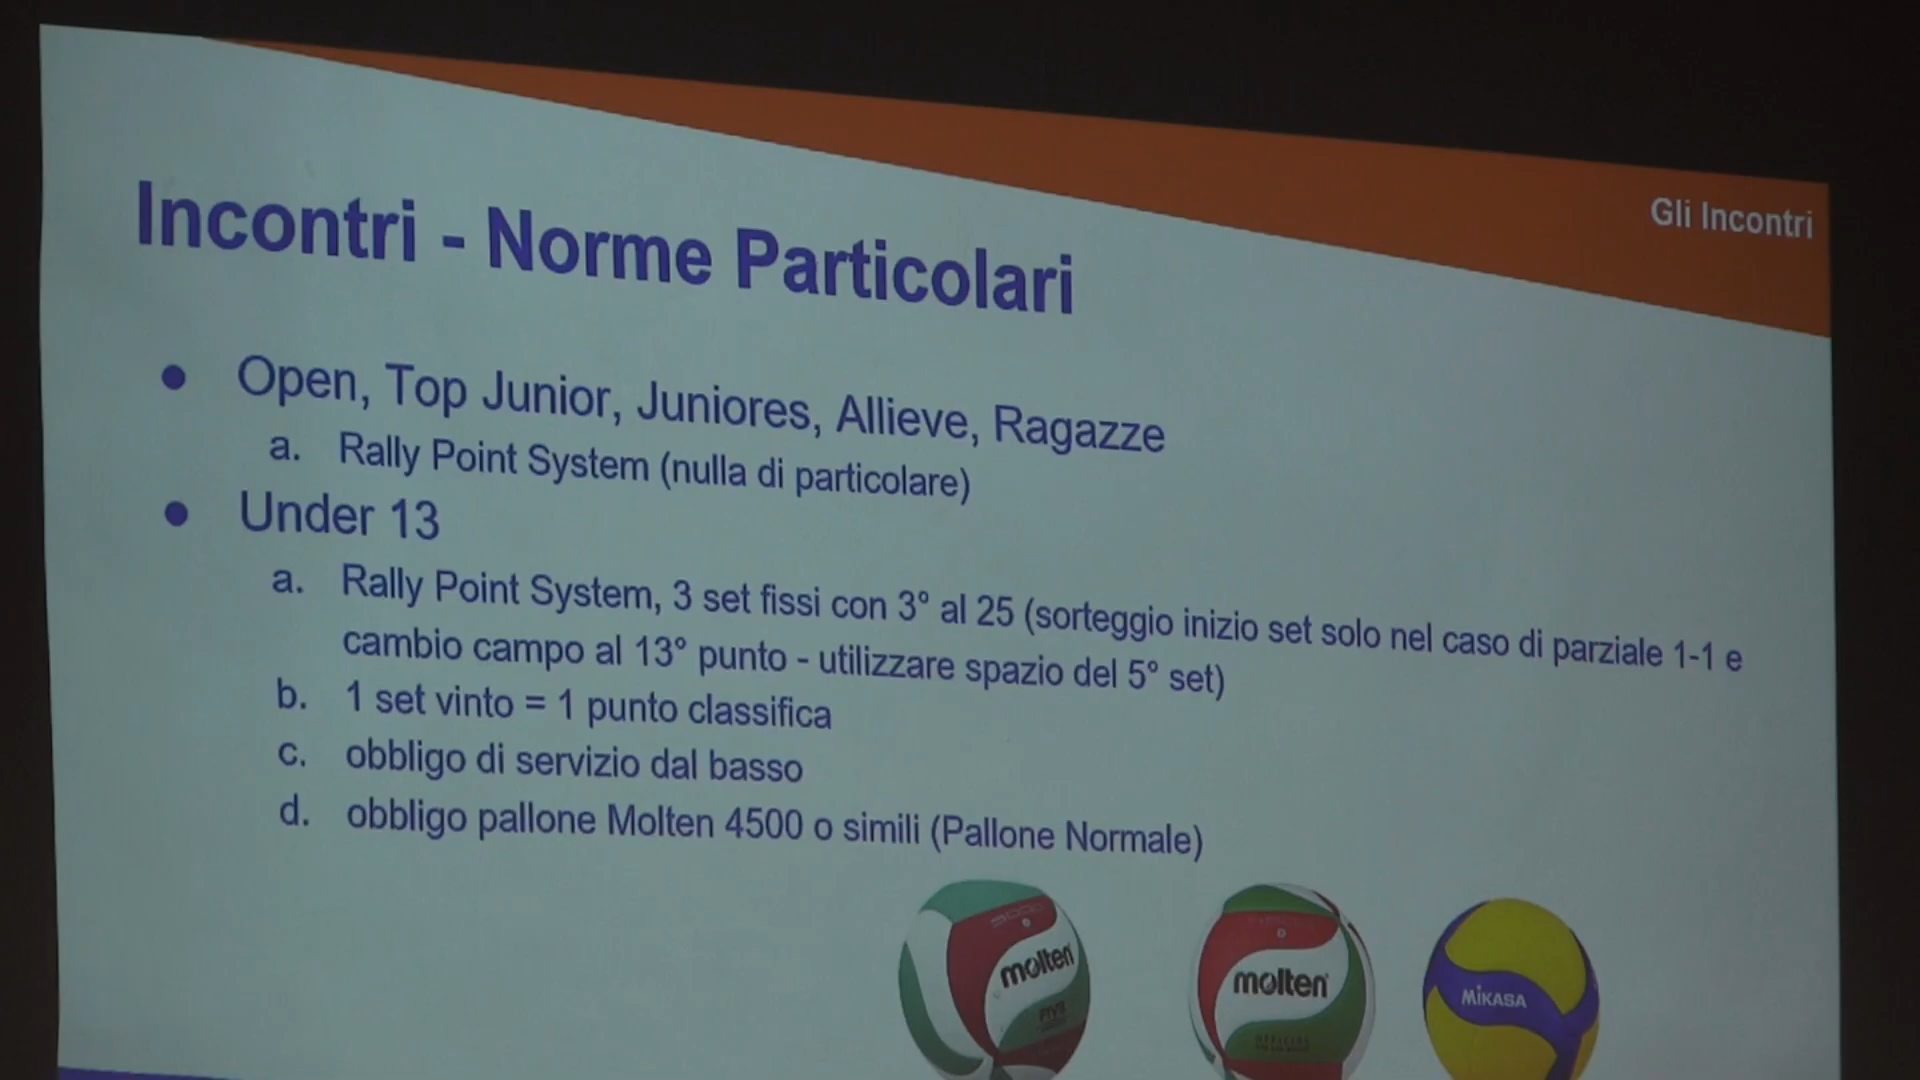 Gli Incontri
Incontri - Norme Particolari
● Open, Top Junior, Juniores, Allieve, Ragazze
a. Rally Point System (nulla di particolare)
● Under 13
a. Rally Point System, 3 set fissi con 3° al 25 (sorteggio inizio set solo nel caso di parziale 1-1 e
cambio campo al 13° punto - utilizzare spazio del 5° set)
b. 1 set vinto = 1 punto classifica
c. obbligo di servizio dal basso
d. obbligo pallone Molten 4500 o simili (Pallone Normale)
molten
molten
MIKASA